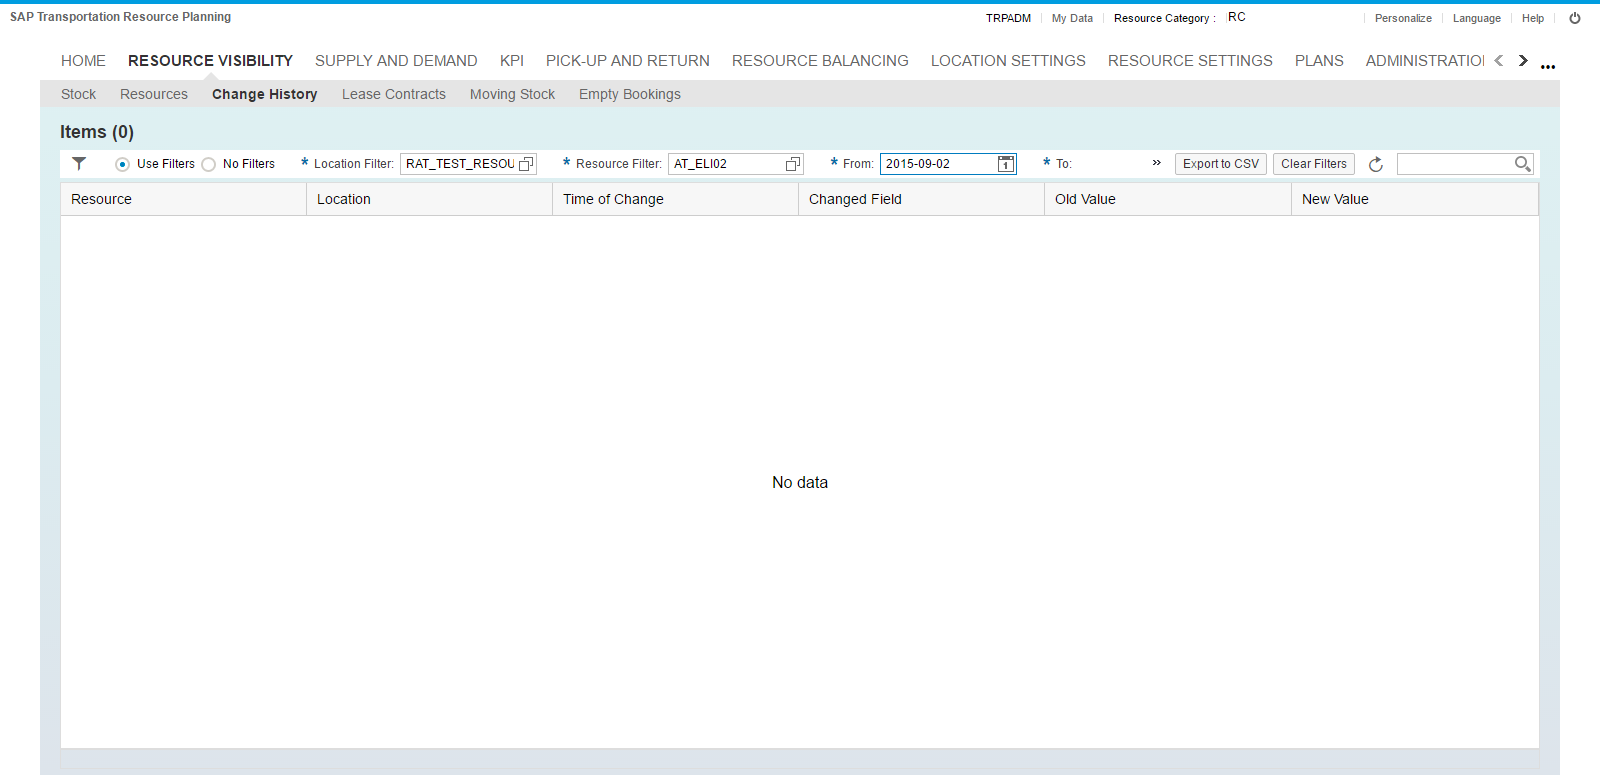 SAP Transportation Resource Planning
TRPADM My Data Resource Category : RC Personalize Language Help
HOME RESOURCE VISIBILITY SUPPLY AND DEMAND KPI PICK-UP AND RETURN RESOURCE BALANCING LOCATION SETTINGS RESOURCE SETTINGS PLANS ADMINISTRATIO
Stock Resources Change History Lease Contracts Moving Stock Empty Bookings
Items (0)
Use Filters No Filters * Location Filter: RAT_TEST_RESOU * Resource Filter: AT_ELI02 * From: 2015-09-02 1 * To: » Export to CSV Clear Filters
Resource Location Time of Change Changed Field Old Value New Value
No data